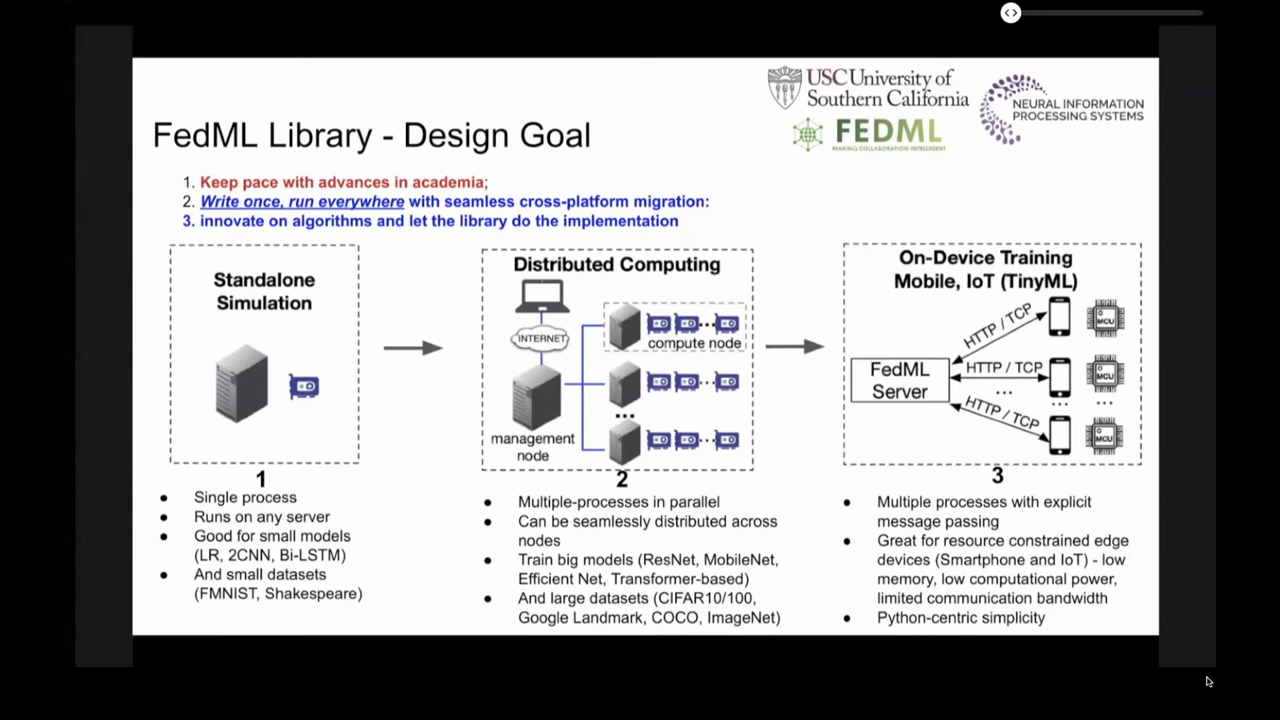 USC University of
Southern California
FEDML
MAKING COLLABORATION INTELLIGENT
NEURAL INFORMATION
PROCESSING SYSTEMS
FedML Library - Design Goal
1. Keep pace with advances in academia;
2. Write once, run everywhere with seamless cross-platform migration:
3. innovate on algorithms and let the library do the implementation
Standalone
Simulation
1
Single process
Runs on any server
Good for small models
(LR, 2CNN, Bi-LSTM)
And small datasets
(FMNIST, Shakespeare)
Distributed Computing
INTERNET
compute node
...
management
node
2
Multiple-processes in parallel
Can be seamlessly distributed across
nodes
Train big models (ResNet, MobileNet,
Efficient Net, Transformer-based)
And large datasets (CIFAR10/100,
Google Landmark, COCO, ImageNet)
On-Device Training
Mobile, IoT (TinyML)
FedML
Server
HTTP / TCP
HTTP / TCP
...
HTTP / TCP
MCU
MCU
... ...
MCU
3
Multiple processes with explicit
message passing
Great for resource constrained edge
devices (Smartphone and IoT) - low
memory, low computational power,
limited communication bandwidth
Python-centric simplicity